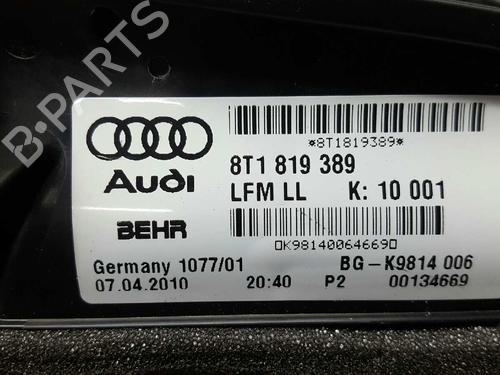 B-PARTS
*8T1819389*
Audi
8T1 819 389
LFM LL K: 10 001
BEHR
□K98140064669□
Germany 1077/01 BG-K9814 006
07.04.2010 20:40 P2 00134669